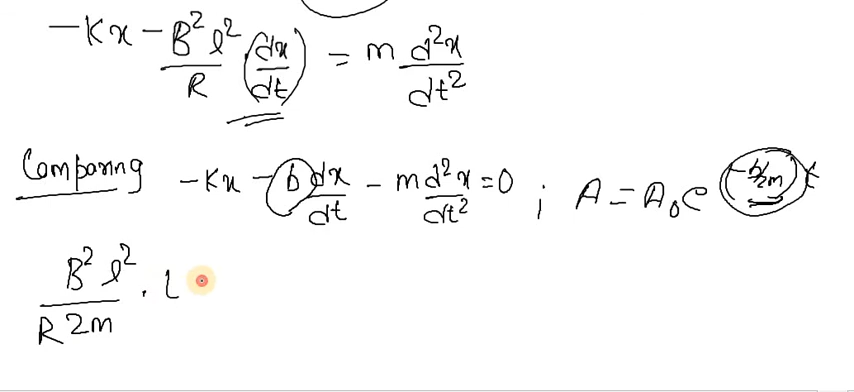 -Kx - B²l²/R (dx/dt) = m d²x/dt²
Comparing -Kx - b dx/dt - m d²x/dt² = 0 ; A = A₀e^(-b/2m)t
B²l²/R2m . t